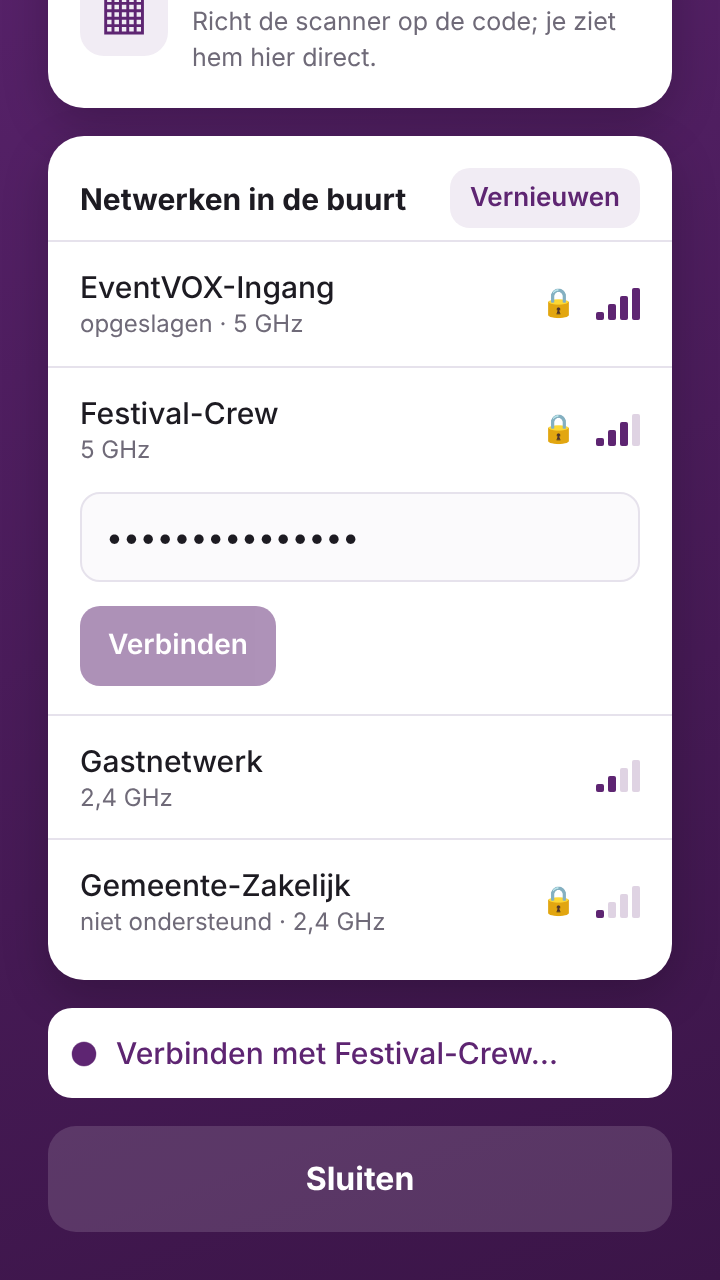 Richt de scanner op de code; je ziet
hem hier direct.
Netwerken in de buurt
Vernieuwen
EventVOX-Ingang
opgeslagen · 5 GHz
Festival-Crew
5 GHz
•••••••••••••••
Verbinden
Gastnetwerk
2,4 GHz
Gemeente-Zakelijk
niet ondersteund · 2,4 GHz
Verbinden met Festival-Crew…
Sluiten